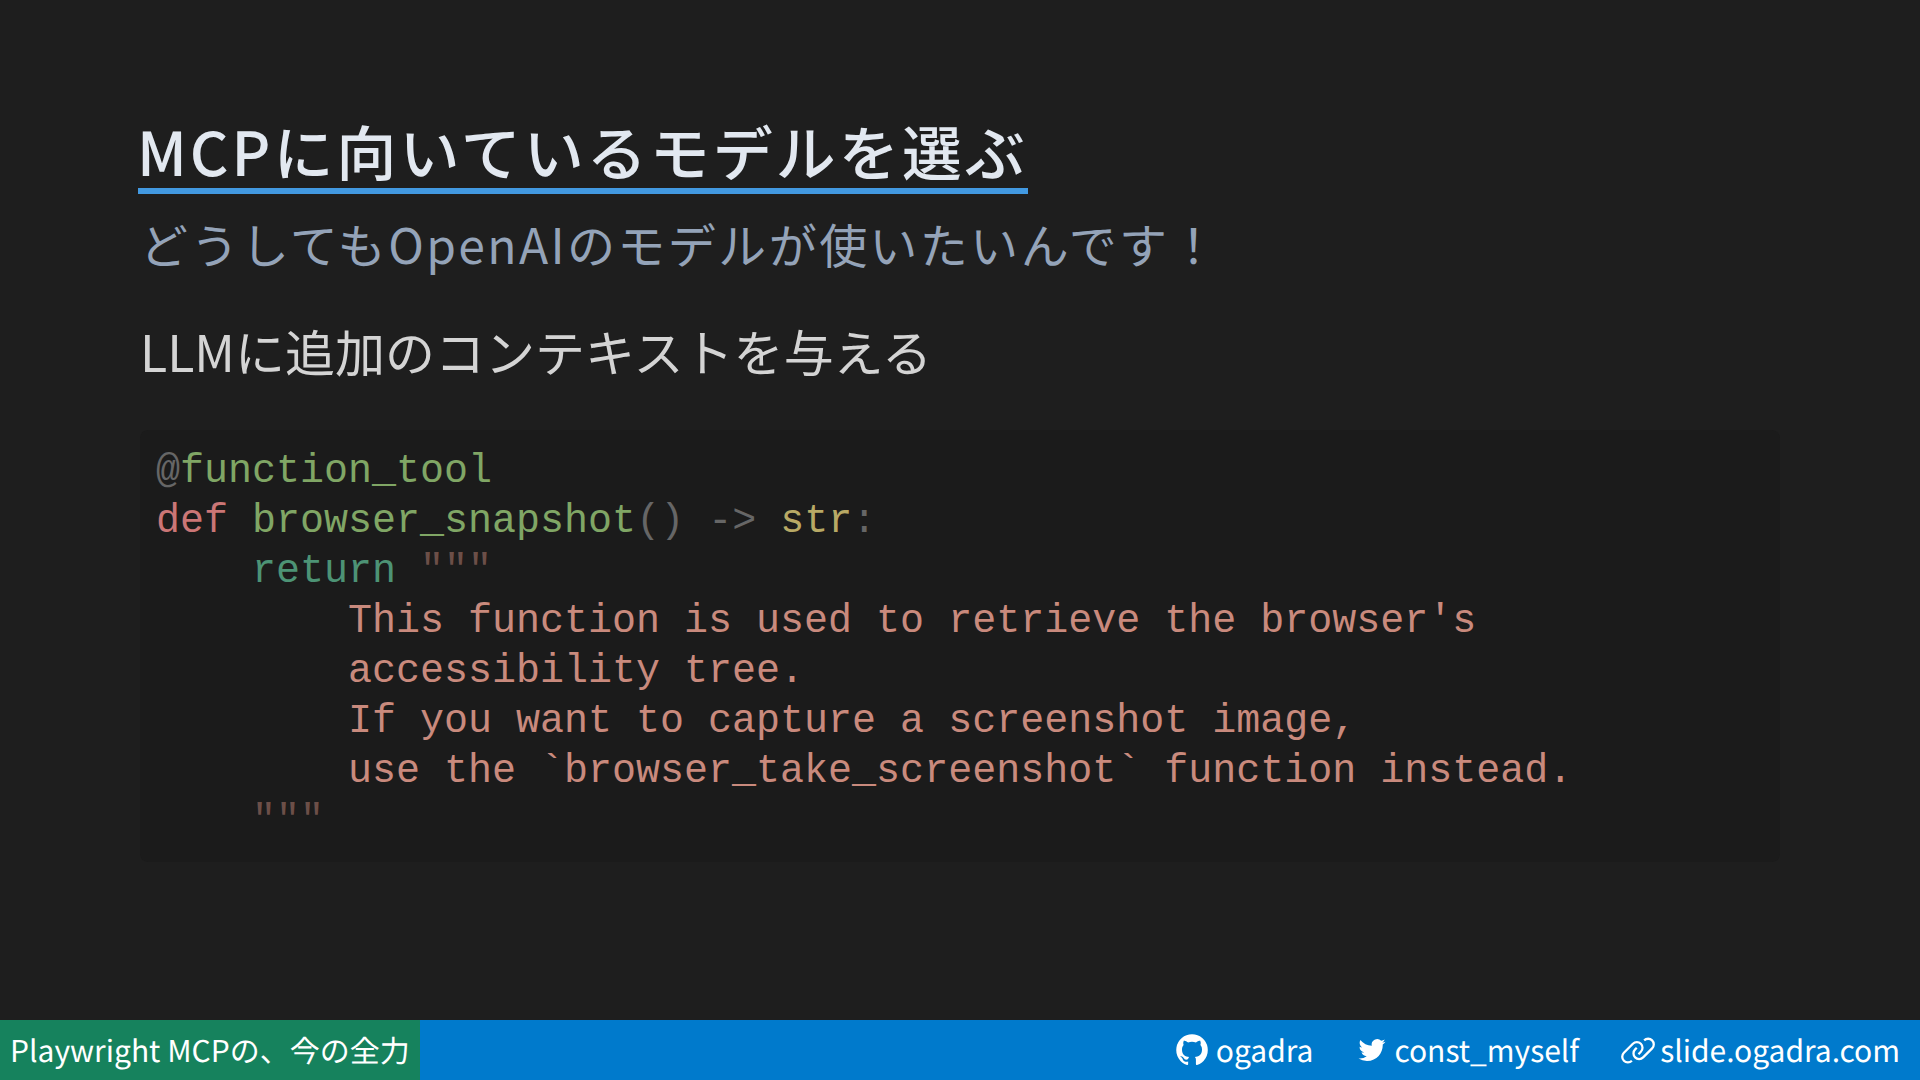 MCPに向いているモデルを選ぶ
どうしてもOpenAIのモデルが使いたいんです！
LLMに追加のコンテキストを与える
@function_tool
def browser_snapshot() -> str:
    return """
        This function is used to retrieve the browser's
        accessibility tree.
        If you want to capture a screenshot image,
        use the `browser_take_screenshot` function instead.
    """
Playwright MCPの、今の全力
ogadra
const_myself
slide.ogadra.com